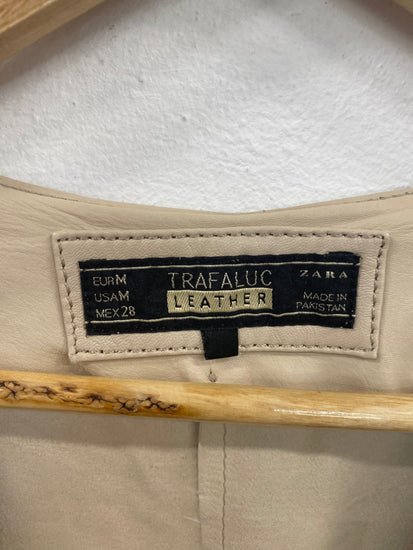 EUR M
USA M
MEX 28
TRAFALUC
LEATHER
ZARA
MADE IN
PAKISTAN